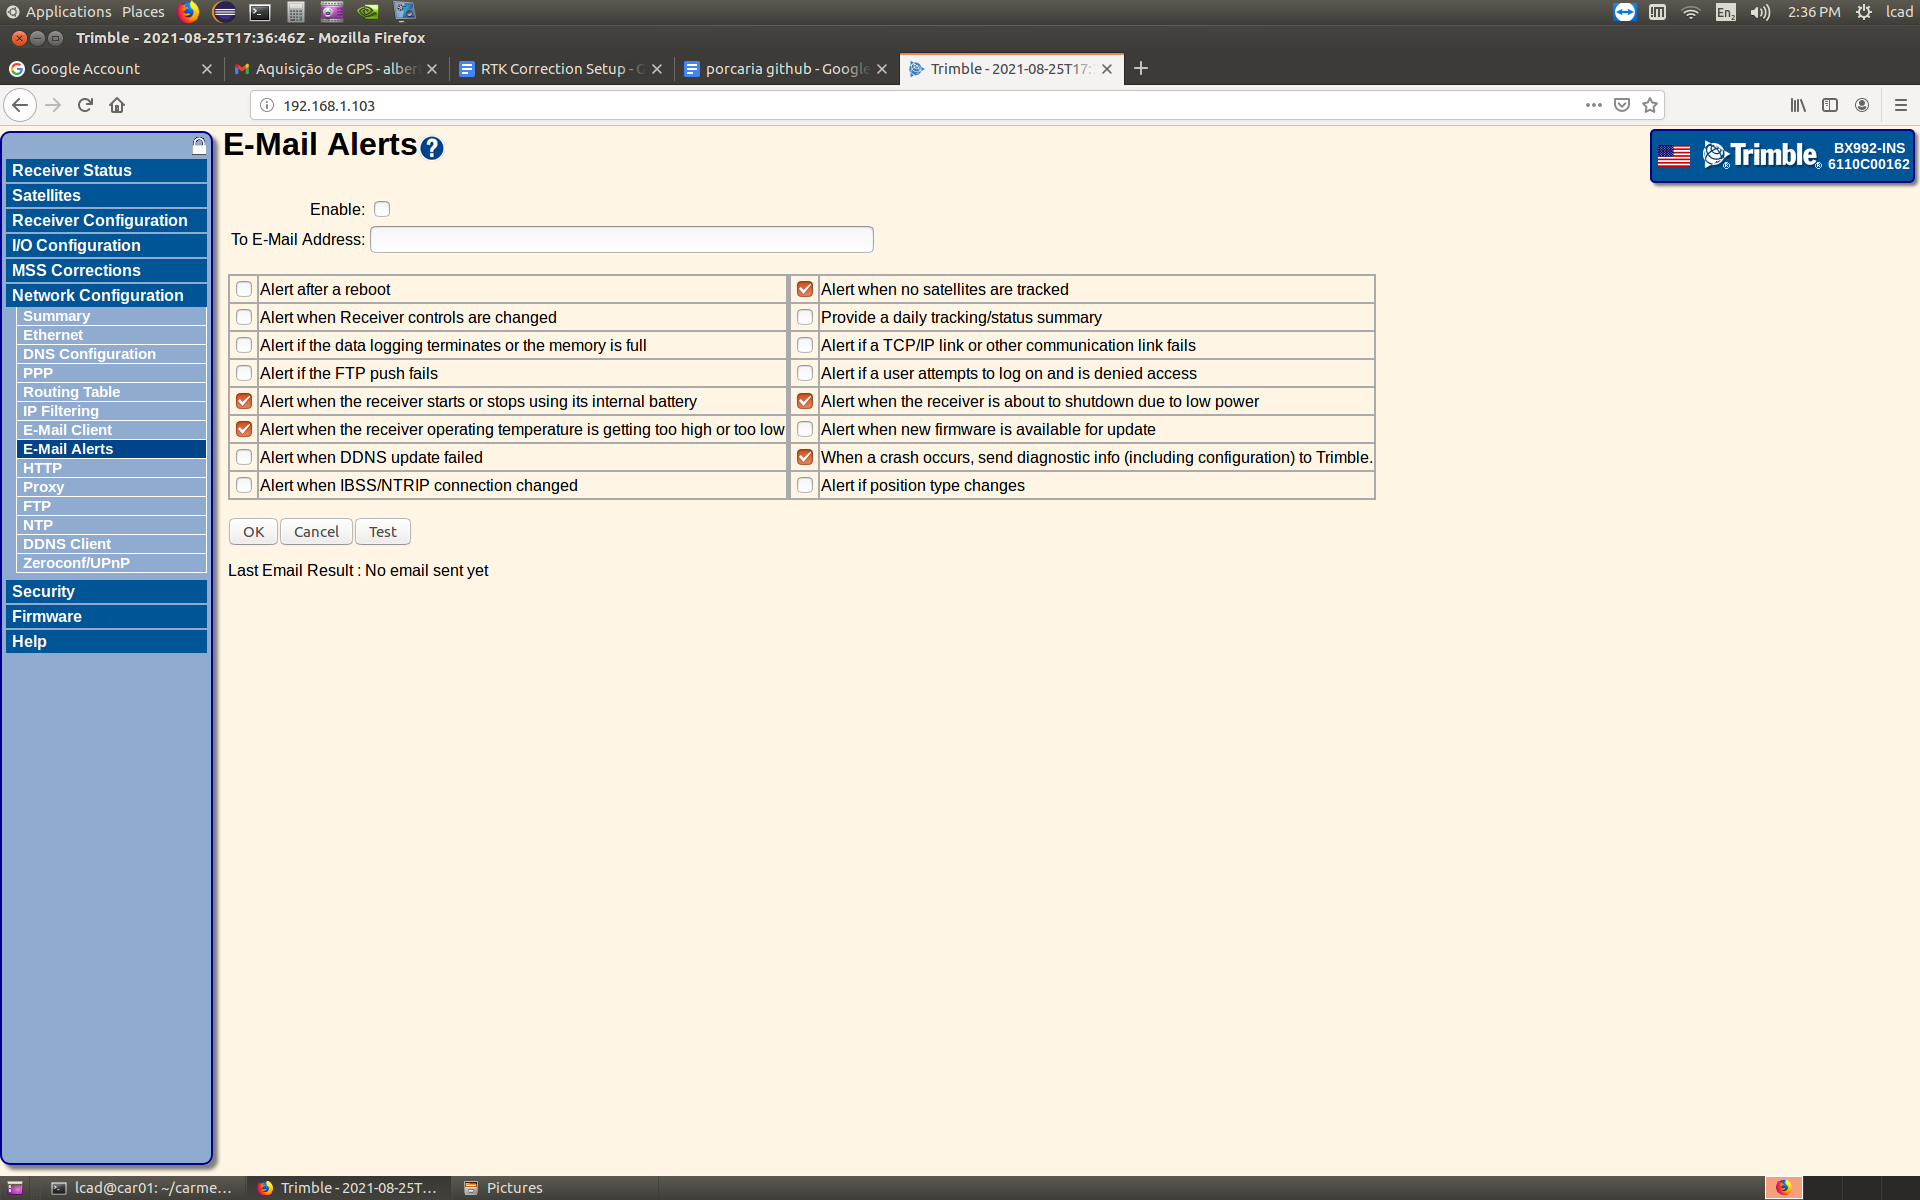 Applications Places En2 2:36 PM lcad
Trimble - 2021-08-25T17:36:46Z - Mozilla Firefox
Google Account Aquisição de GPS - alber RTK Correction Setup - G porcaria github - Google Trimble - 2021-08-25T17:
192.168.1.103
E-Mail Alerts ?
Trimble BX992-INS
6110C00162
Receiver Status
Satellites
Receiver Configuration
I/O Configuration
MSS Corrections
Network Configuration
Summary
Ethernet
DNS Configuration
PPP
Routing Table
IP Filtering
E-Mail Client
E-Mail Alerts
HTTP
Proxy
FTP
NTP
DDNS Client
Zeroconf/UPnP
Security
Firmware
Help
Enable:
To E-Mail Address:
Alert after a reboot Alert when no satellites are tracked
Alert when Receiver controls are changed Provide a daily tracking/status summary
Alert if the data logging terminates or the memory is full Alert if a TCP/IP link or other communication link fails
Alert if the FTP push fails Alert if a user attempts to log on and is denied access
Alert when the receiver starts or stops using its internal battery Alert when the receiver is about to shutdown due to low power
Alert when the receiver operating temperature is getting too high or too low Alert when new firmware is available for update
Alert when DDNS update failed When a crash occurs, send diagnostic info (including configuration) to Trimble.
Alert when IBSS/NTRIP connection changed Alert if position type changes
OK Cancel Test
Last Email Result : No email sent yet
lcad@car01: ~/carme... Trimble - 2021-08-25T... Pictures